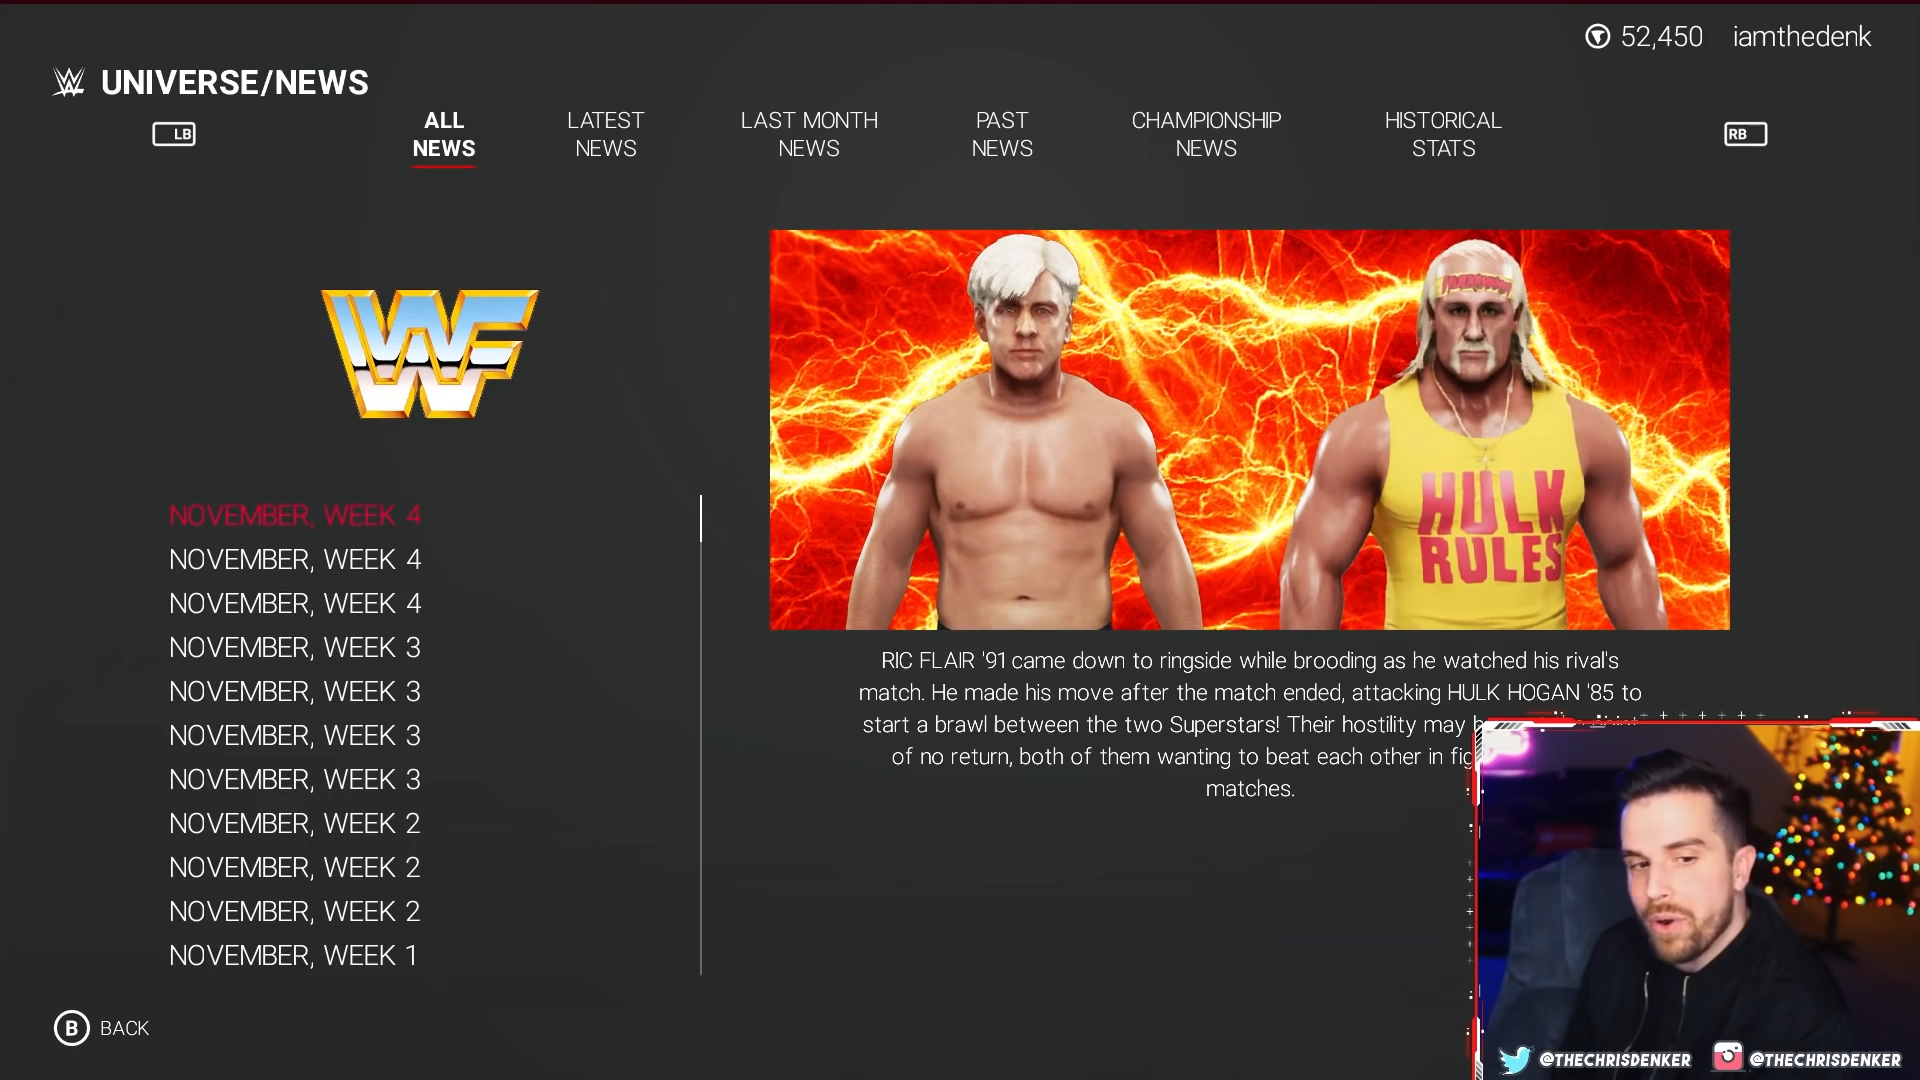 52,450 iamthedenk
UNIVERSE/NEWS
LB
ALL
NEWS
LATEST
NEWS
LAST MONTH
NEWS
PAST
NEWS
CHAMPIONSHIP
NEWS
HISTORICAL
STATS
RB
WWF
HULK
RULES
NOVEMBER, WEEK 4
NOVEMBER, WEEK 4
NOVEMBER, WEEK 4
NOVEMBER, WEEK 3
NOVEMBER, WEEK 3
NOVEMBER, WEEK 3
NOVEMBER, WEEK 3
NOVEMBER, WEEK 2
NOVEMBER, WEEK 2
NOVEMBER, WEEK 2
NOVEMBER, WEEK 1
RIC FLAIR '91 came down to ringside while brooding as he watched his rival's
match. He made his move after the match ended, attacking HULK HOGAN '85 to
start a brawl between the two Superstars! Their hostility may
of no return, both of them wanting to beat each other in
matches.
B BACK
@THECHRISDENKER @THECHRISDENKER